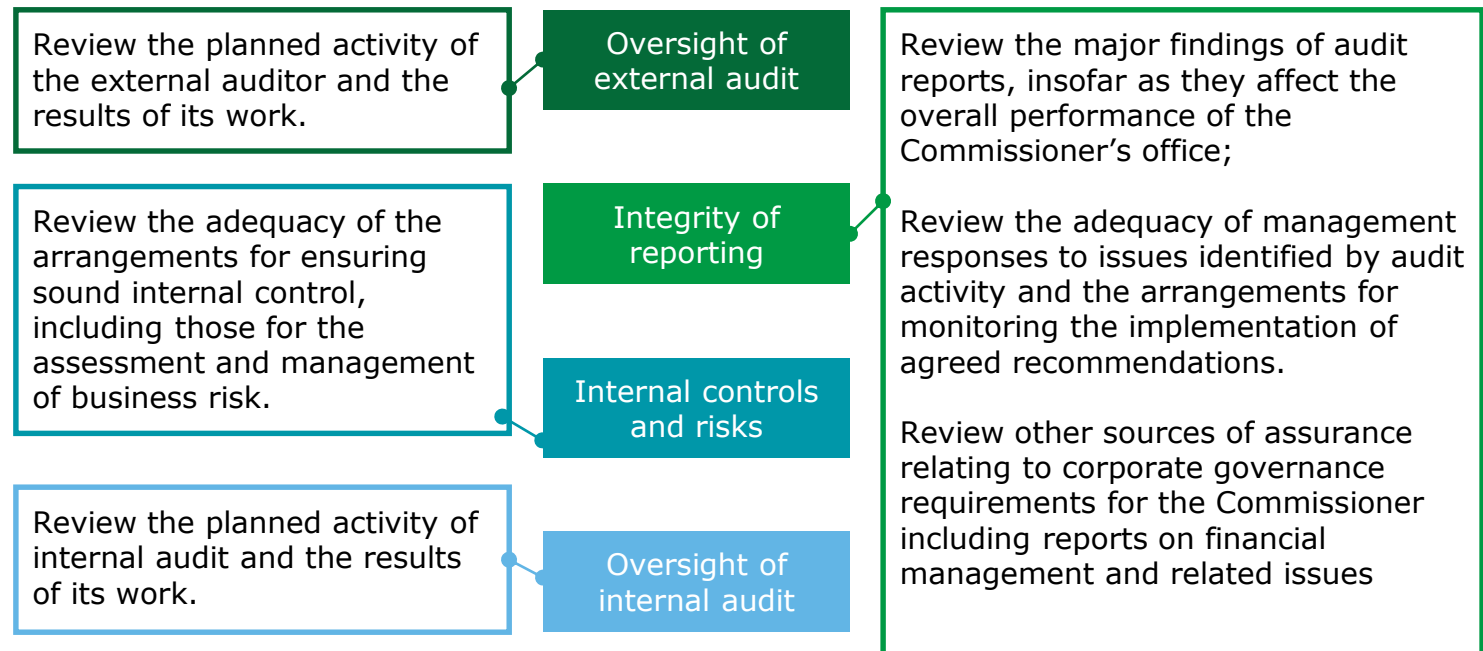 Review the planned activity of
the external auditor and the
results of its work.
Oversight of
external audit
Review the adequacy of the
arrangements for ensuring
sound internal control,
including those for the
assessment and management
of business risk.
Integrity of
reporting
Internal controls
and risks
Review the planned activity of
internal audit and the results
of its work.
Oversight of
internal audit
Review the major findings of audit
reports, insofar as they affect the
overall performance of the
Commissioner’s office;
Review the adequacy of management
responses to issues identified by audit
activity and the arrangements for
monitoring the implementation of
agreed recommendations.
Review other sources of assurance
relating to corporate governance
requirements for the Commissioner
including reports on financial
management and related issues